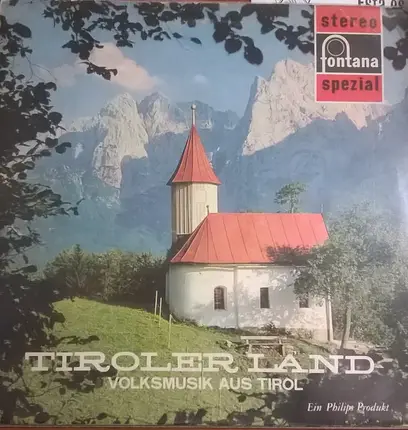 stereo
fontana
spezial
TIROLER LAND
VOLKSMUSIK AUS TIROL
Ein Philips Produkt